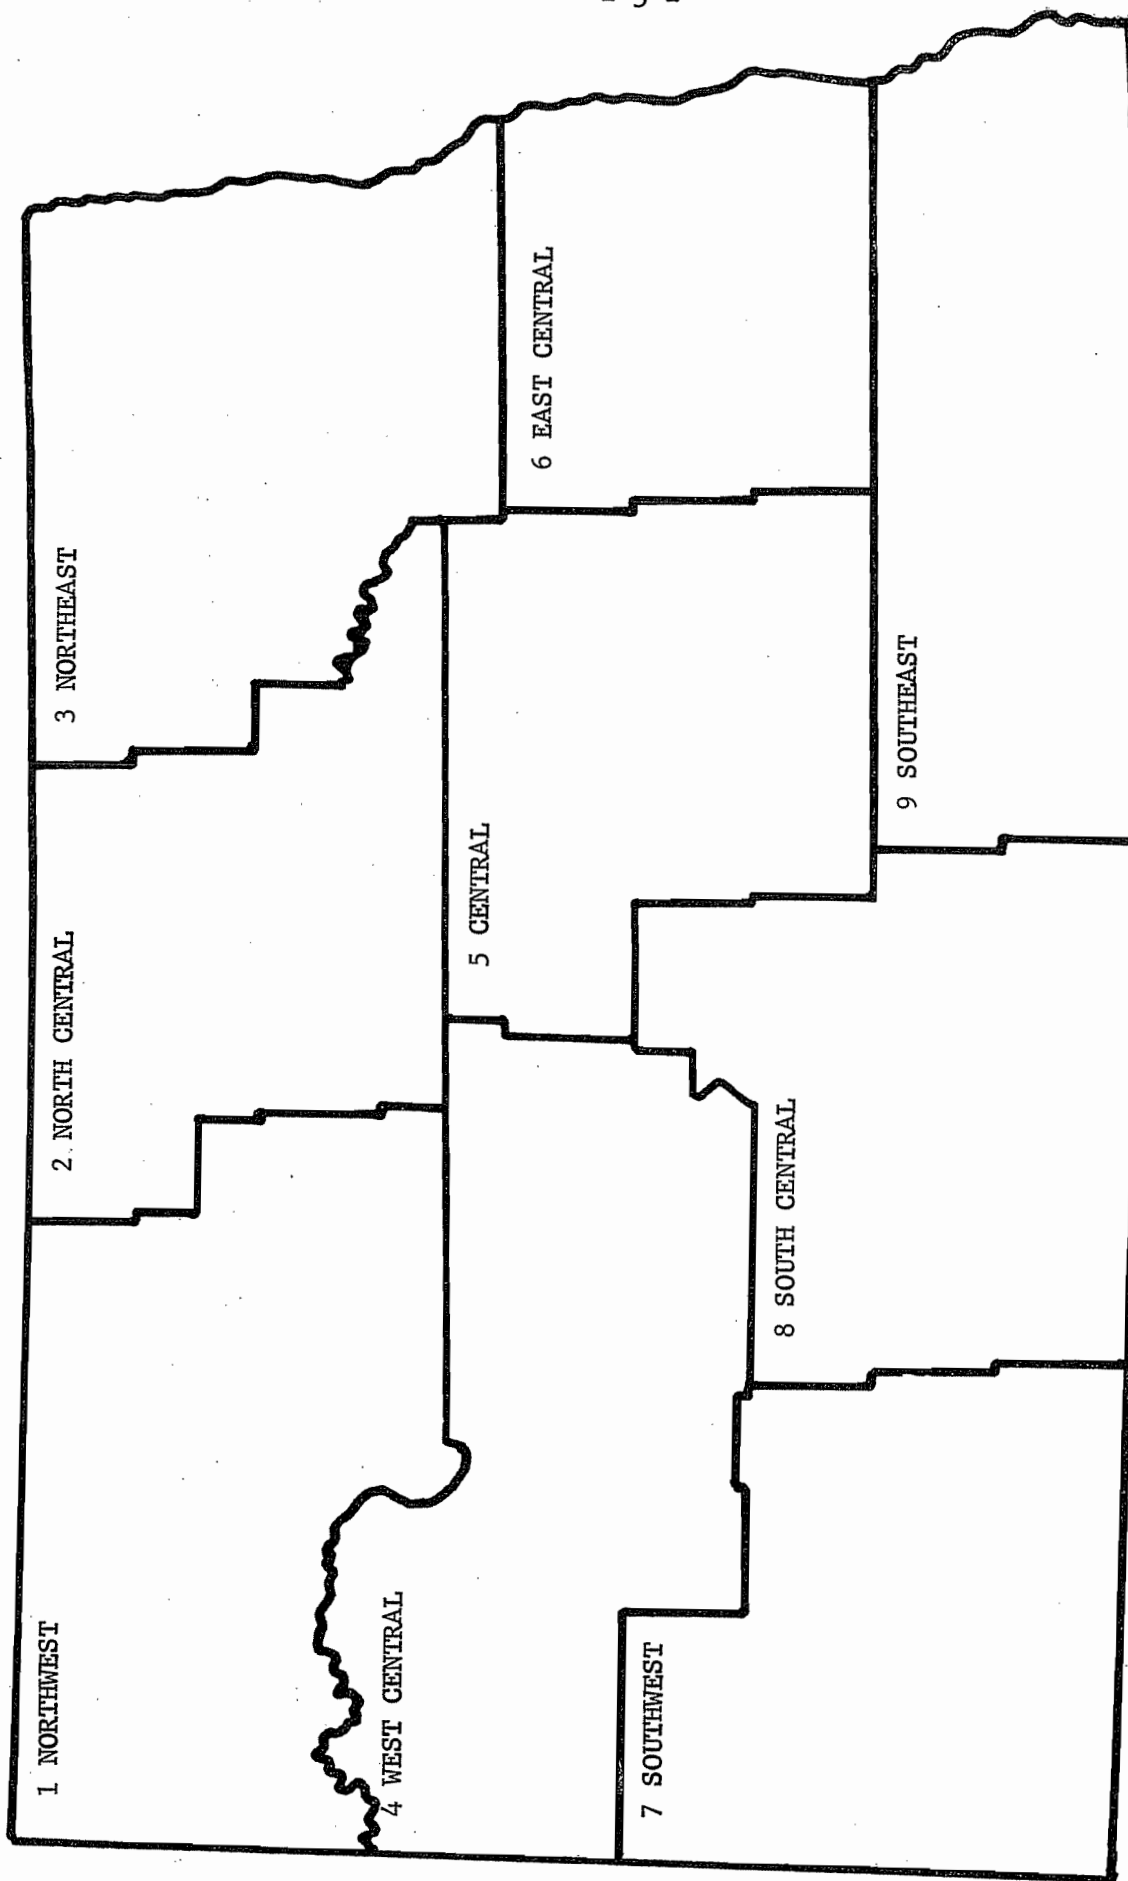 - 3 -
1 NORTHWEST
2 NORTH CENTRAL
3 NORTHEAST
4 WEST CENTRAL
5 CENTRAL
6 EAST CENTRAL
7 SOUTHWEST
8 SOUTH CENTRAL
9 SOUTHEAST